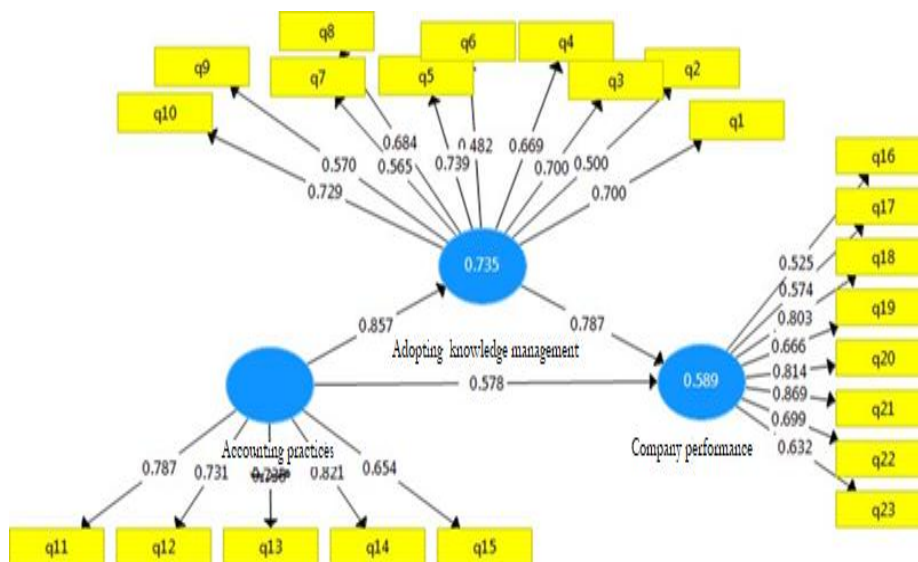 q8
q6
q4
q9
q7
q5
q3
q2
q10
q1
q16
0.684
0.482
0.669
0.570
0.565
0.739
0.700
0.500
0.729
0.700
q17
q18
0.525
0.735
0.574
q19
0.803
0.857
0.787
0.666
Adopting knowledge management
q20
0.814
0.578
0.589
0.869
q21
0.699
Accounting practices
Company performance
0.632
q22
0.787
0.731
0.821
0.654
q23
q11
q12
q13
q14
q15